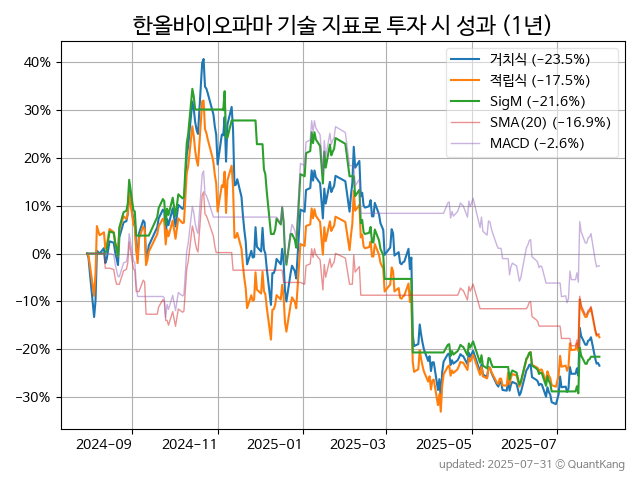 한올바이오파마 기술 지표로 투자 시 성과 (1년)
거치식 (−23.5%)
적립식 (−17.5%)
SigM (−21.6%)
SMA(20) (−16.9%)
MACD (−2.6%)
40%
30%
20%
10%
0%
−10%
−20%
−30%
2024-09 2024-11 2025-01 2025-03 2025-05 2025-07
updated: 2025-07-31 © QuantKang